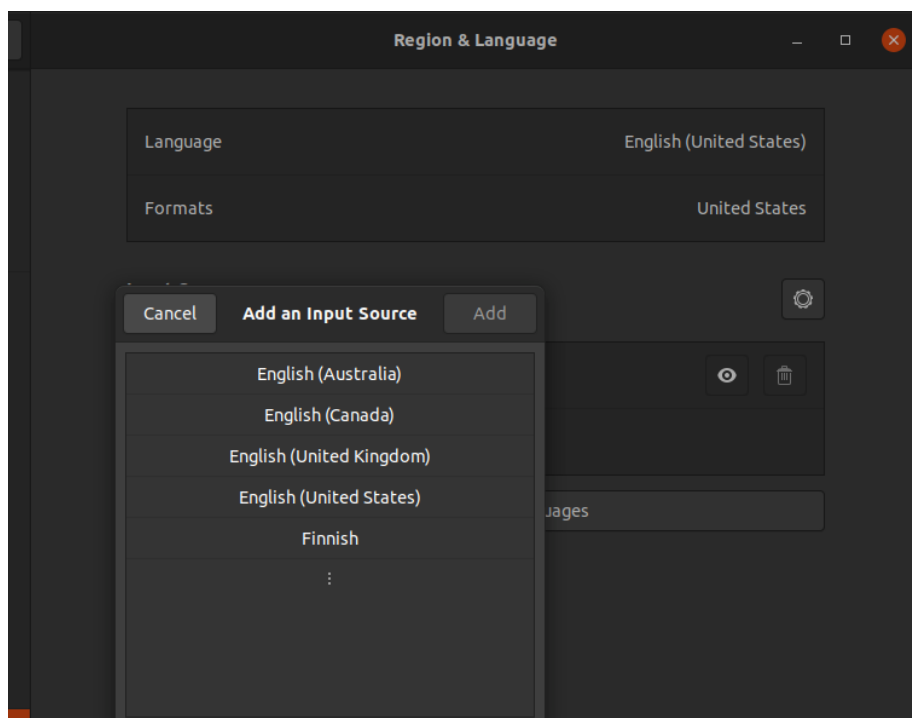 Region & Language
Language English (United States)
Formats United States
Cancel Add an Input Source Add
English (Australia)
English (Canada)
English (United Kingdom)
English (United States)
Finnish